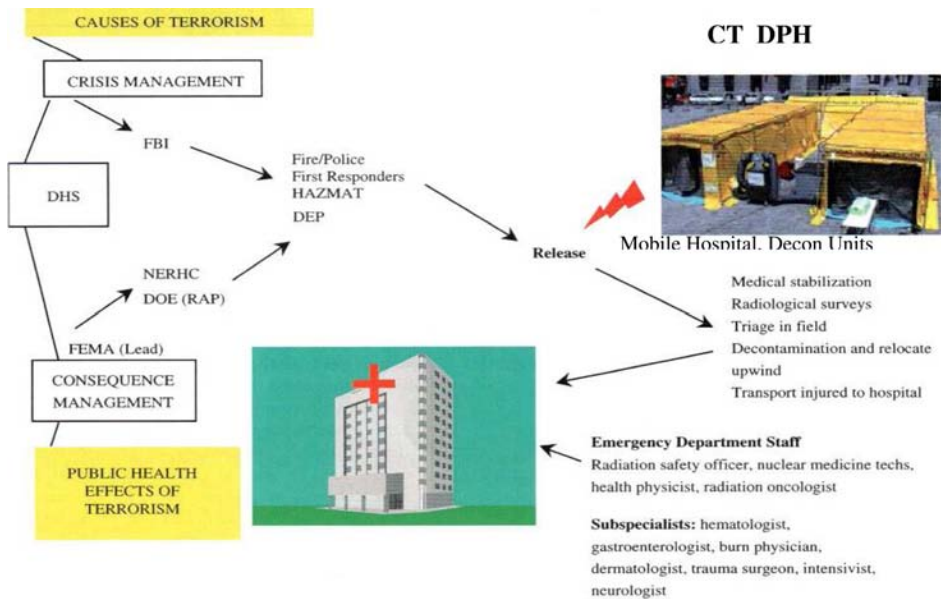 CAUSES OF TERRORISM
CT DPH
CRISIS MANAGEMENT
FBI
DHS
Fire/Police
First Responders
HAZMAT
DEP
Release
Mobile Hospital, Decon Units
NERHC
DOE (RAP)
FEMA (Lead)
CONSEQUENCE
MANAGEMENT
PUBLIC HEALTH
EFFECTS OF
TERRORISM
Medical stabilization
Radiological surveys
Triage in field
Decontamination and relocate
upwind
Transport injured to hospital
Emergency Department Staff
Radiation safety officer, nuclear medicine techs,
health physicist, radiation oncologist
Subspecialists: hematologist,
gastroenterologist, burn physician,
dermatologist, trauma surgeon, intensivist,
neurologist